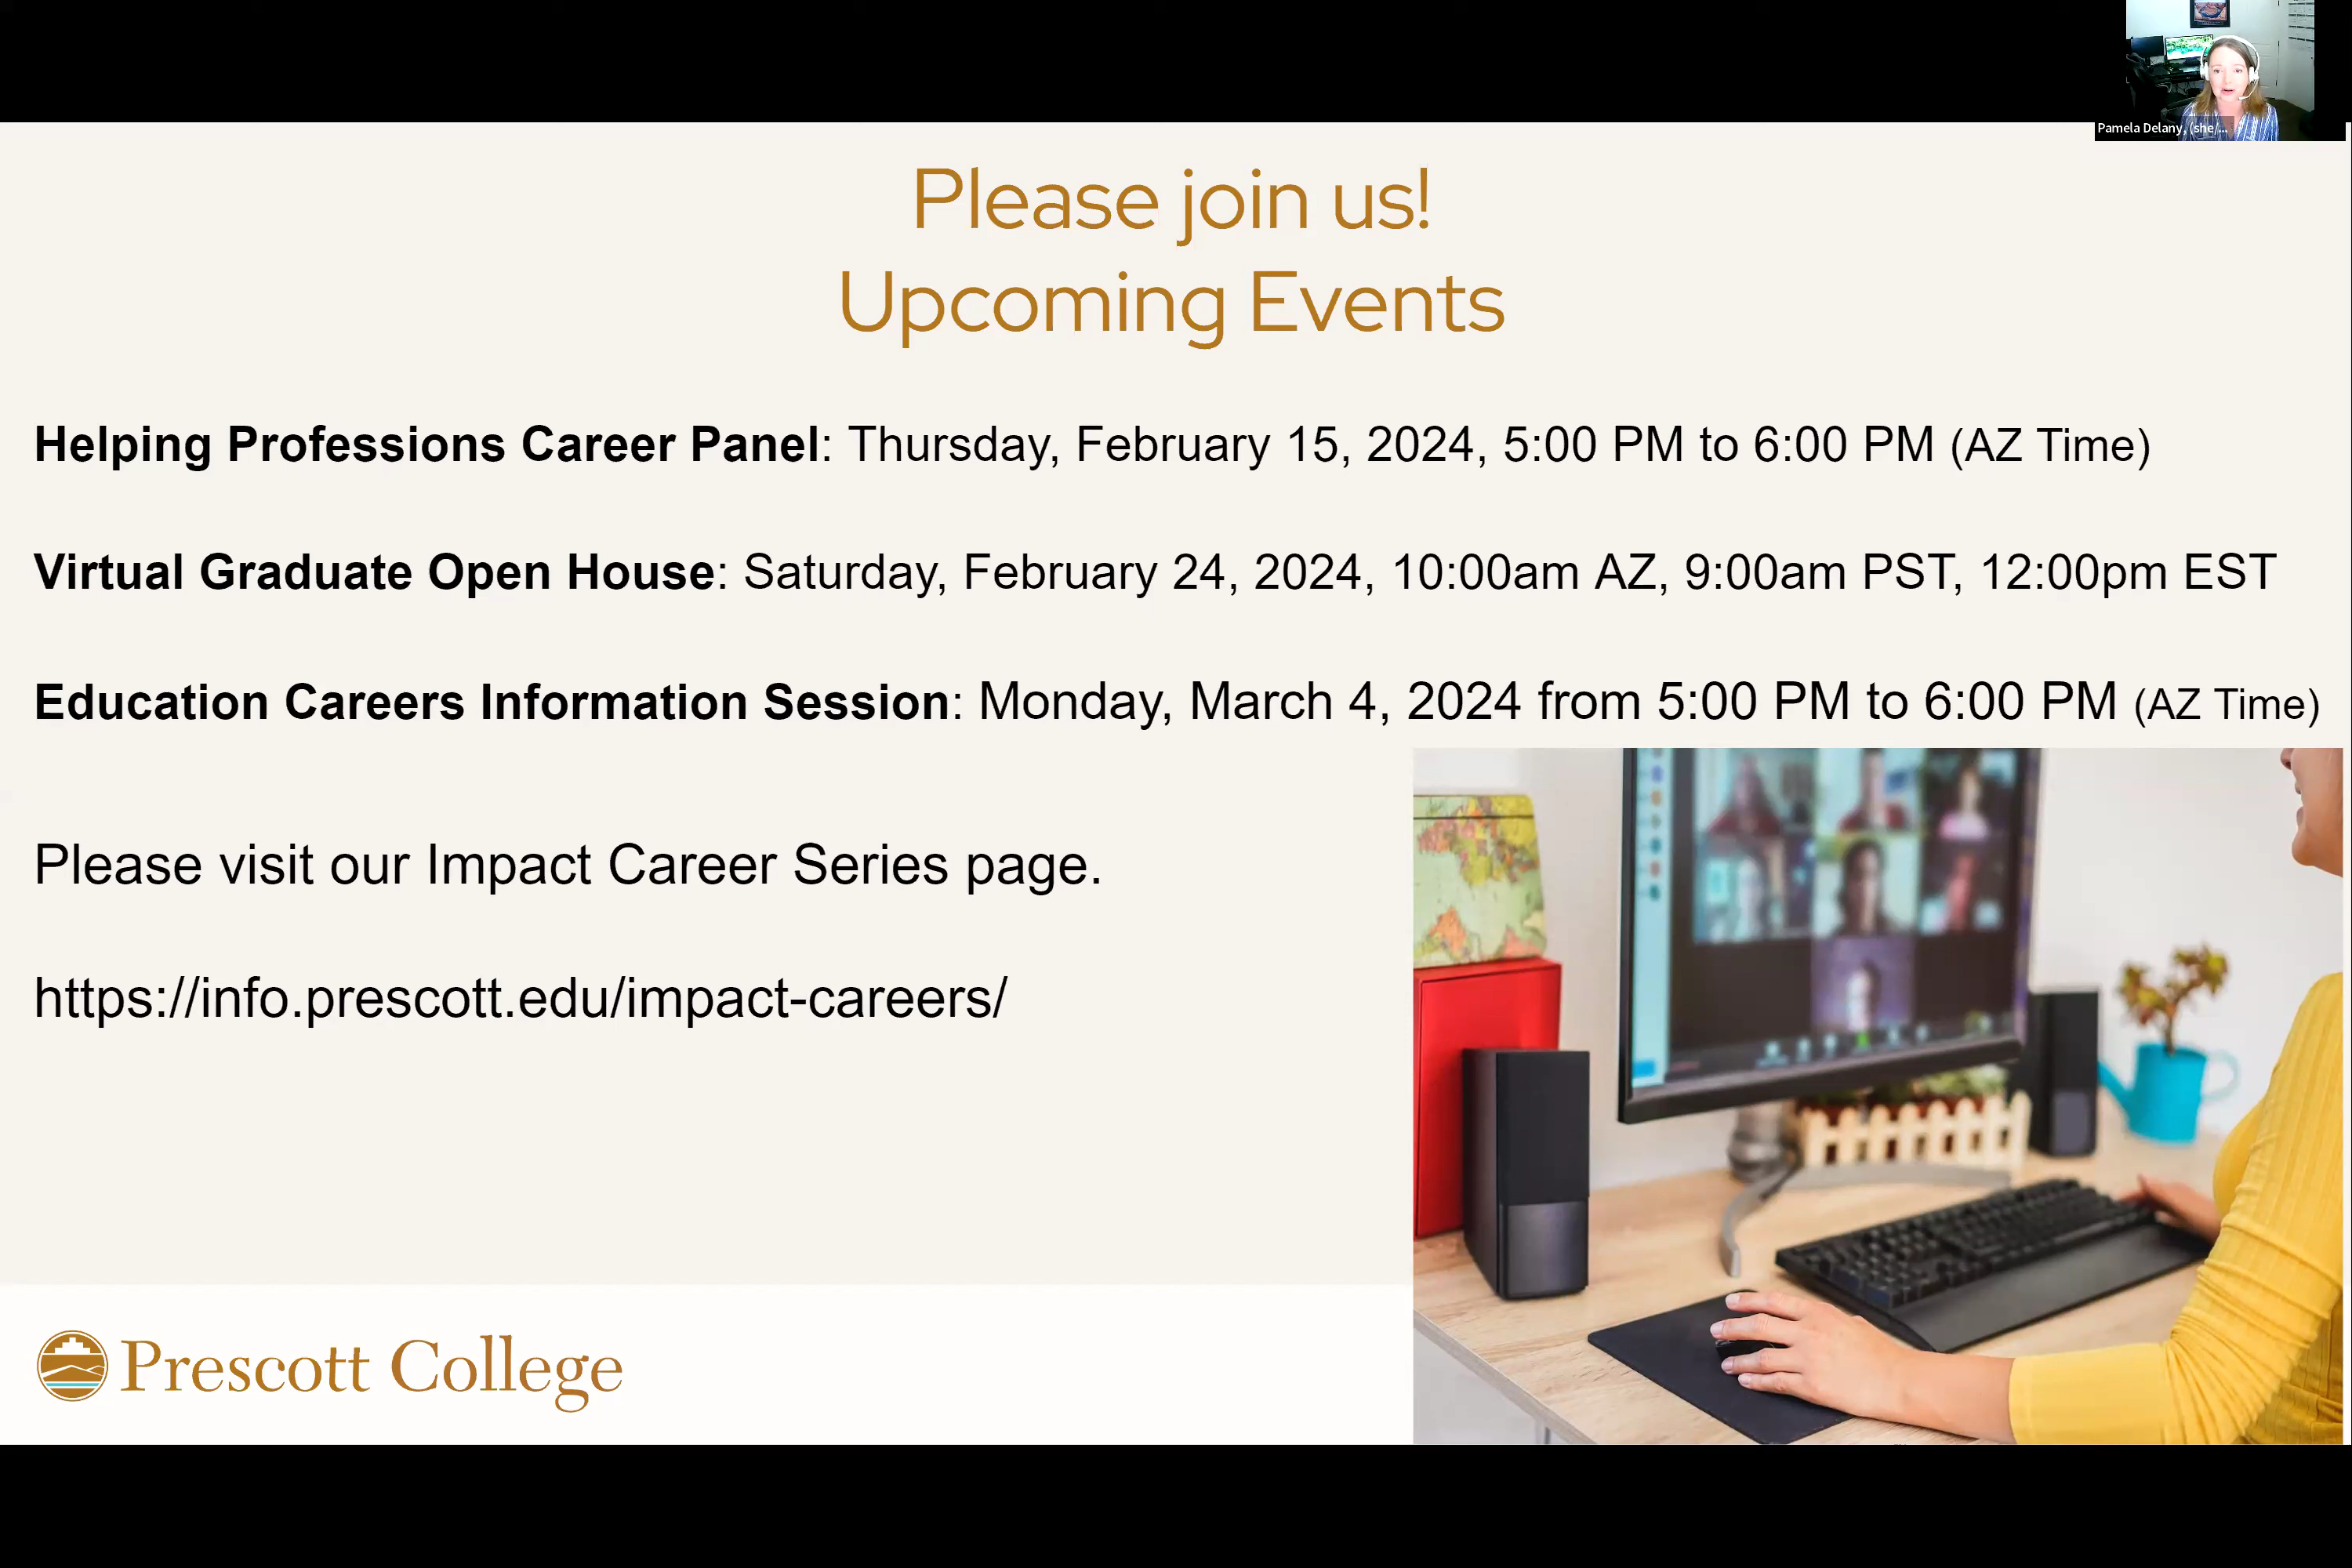 Pamela Delany, (she/...
Please join us!
Upcoming Events
Helping Professions Career Panel: Thursday, February 15, 2024, 5:00 PM to 6:00 PM (AZ Time)
Virtual Graduate Open House: Saturday, February 24, 2024, 10:00am AZ, 9:00am PST, 12:00pm EST
Education Careers Information Session: Monday, March 4, 2024 from 5:00 PM to 6:00 PM (AZ Time)
Please visit our Impact Career Series page.
https://info.prescott.edu/impact-careers/
Prescott College